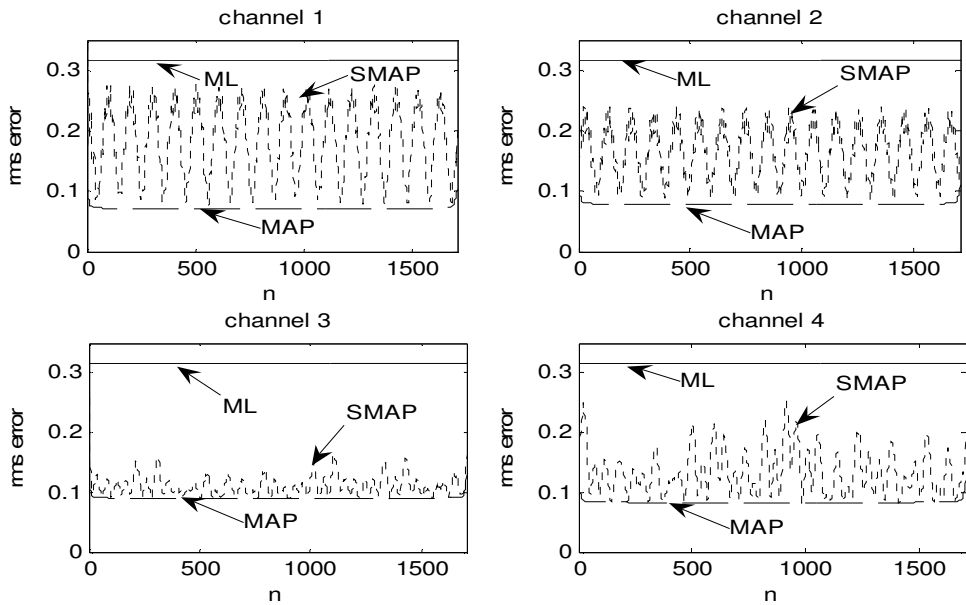 channel 1
0.3
0.2
0.1
0
rms error
ML
SMAP
MAP
0
500
1000
1500
n
channel 2
0.3
0.2
0.1
0
rms error
ML
SMAP
MAP
0
500
1000
1500
n
channel 3
0.3
0.2
0.1
0
rms error
ML
SMAP
MAP
0
500
1000
1500
n
channel 4
0.3
0.2
0.1
0
rms error
ML
SMAP
MAP
0
500
1000
1500
n